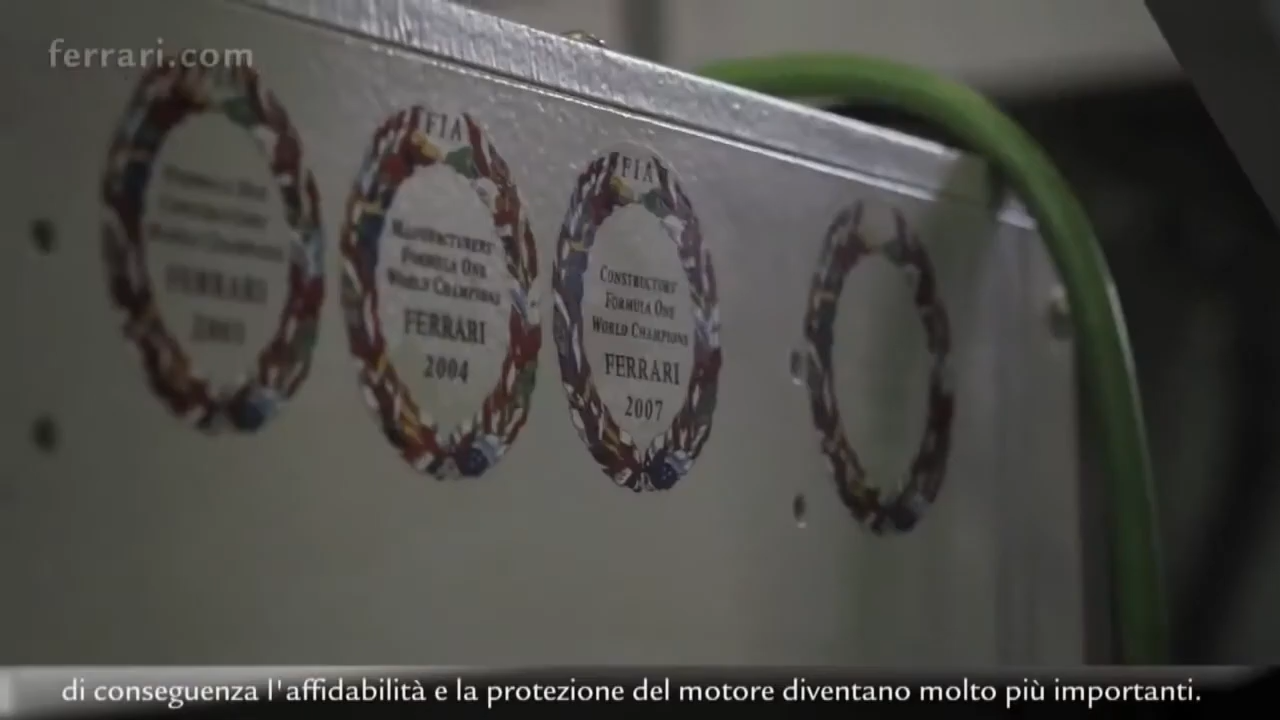 ferrari.com
FERRARI
FIA
MANUFACTURERS'
FORMULA ONE
WORLD CHAMPIONS
FERRARI
2004
FIA
CONSTRUCTORS'
FORMULA ONE
WORLD CHAMPIONS
FERRARI
2007
di conseguenza l'affidabilità e la protezione del motore diventano molto più importanti.